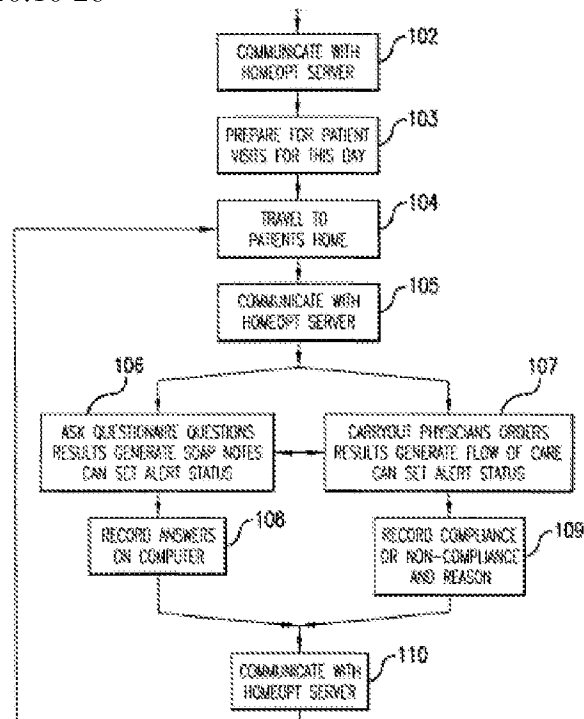 102
COMMUNICATE WITH
HOMEOPT SERVER
103
PREPARE FOR PATIENT
VISITS FOR THIS DAY
104
TRAVEL TO
PATIENTS HOME
105
COMMUNICATE WITH
HOMEOPT SERVER
106
107
ASK QUESTIONAIRE QUESTIONS
RESULTS GENERATE SOAP NOTES
CAN SET ALERT STATUS
CARRYOUT PHYSICIANS ORDERS
RESULTS GENERATE FLOW OF CARE
CAN SET ALERT STATUS
108
RECORD ANSWERS
ON COMPUTER
109
RECORD COMPLIANCE
OR NON-COMPLIANCE
AND REASON
110
COMMUNICATE WITH
HOMEOPT SERVER